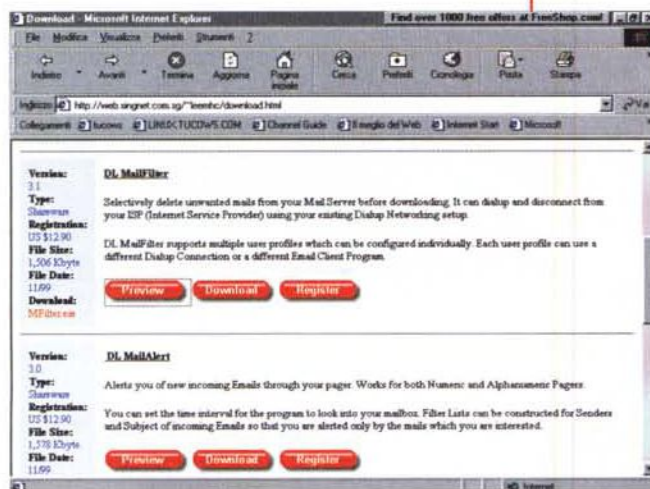 Download - Microsoft Internet Explorer
Find over 1000 free offers at FreeShop.com!
File Modifica Visualizza Preferiti Strumenti ?
Indietro Avanti Termina Aggiorna Pagina iniziale Cerca Preferiti Cronologia Posta Stampa
Indirizzo http://web.singnet.com.sg/~leemhc/download.html
Collegamenti tucows LINUX.TUCOWS.COM Channel Guide Il meglio del Web Internet Start Microsoft
Version:
3.1
Type:
Shareware
Registration:
US $12.90
File Size:
1,506 Kbyte
File Date:
11/99
Download:
MFilter.exe
DL MailFilter
Selectively delete unwanted mails from your Mail Server before downloading. It can dialup and disconnect from
your ISP (Internet Service Provider) using your existing Dialup Networking setup.
DL MailFilter supports multiple user profiles which can be configured individually. Each user profile can use a
different Dialup Connection or a different Email Client Program.
Preview Download Register
Version:
3.0
Type:
Shareware
Registration:
US $12.90
File Size:
1,578 Kbyte
File Date:
11/99
DL MailAlert
Alerts you of new incoming Emails through your pager. Works for both Numeric and Alphanumeric Pagers.
You can set the time interval for the program to look into your mailbox. Filter Lists can be constructed for Senders
and Subject of incoming Emails so that you are alerted only by the mails which you are interested.
Preview Download Register
Internet